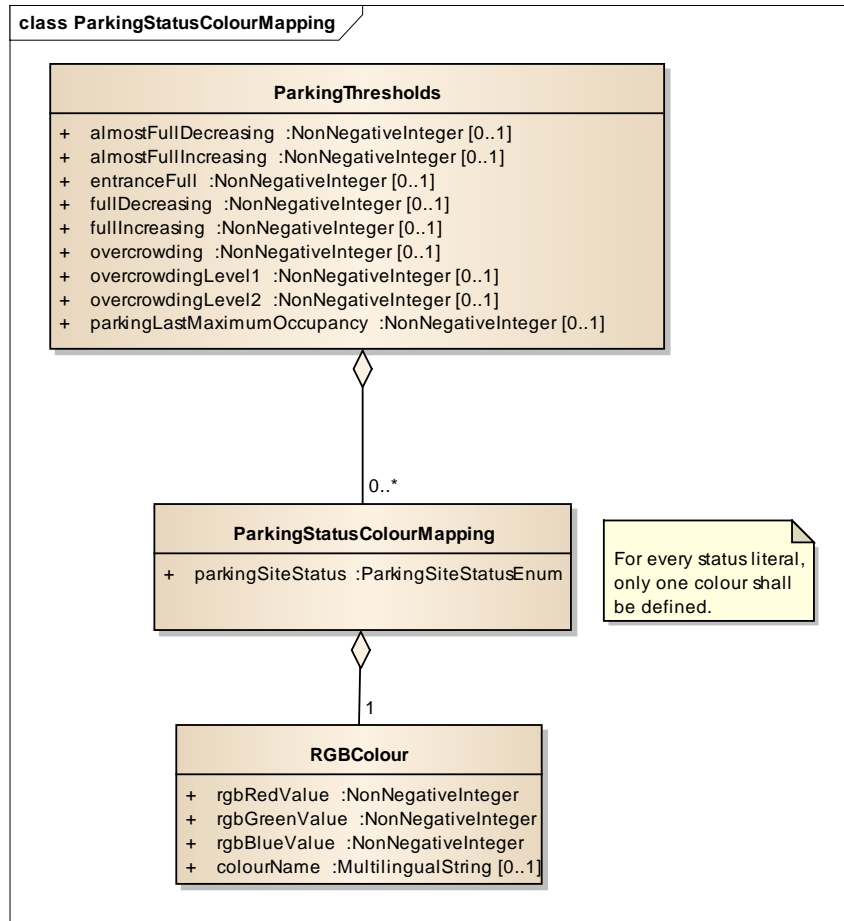 class ParkingStatusColourMapping
ParkingThresholds
+ almostFullDecreasing :NonNegativeInteger [0..1]
+ almostFullIncreasing :NonNegativeInteger [0..1]
+ entranceFull :NonNegativeInteger [0..1]
+ fullDecreasing :NonNegativeInteger [0..1]
+ fullIncreasing :NonNegativeInteger [0..1]
+ overcrowding :NonNegativeInteger [0..1]
+ overcrowdingLevel1 :NonNegativeInteger [0..1]
+ overcrowdingLevel2 :NonNegativeInteger [0..1]
+ parkingLastMaximumOccupancy :NonNegativeInteger [0..1]
0..*
ParkingStatusColourMapping
+ parkingSiteStatus :ParkingSiteStatusEnum
For every status literal,
only one colour shall
be defined.
1
RGBColour
+ rgbRedValue :NonNegativeInteger
+ rgbGreenValue :NonNegativeInteger
+ rgbBlueValue :NonNegativeInteger
+ colourName :MultilingualString [0..1]